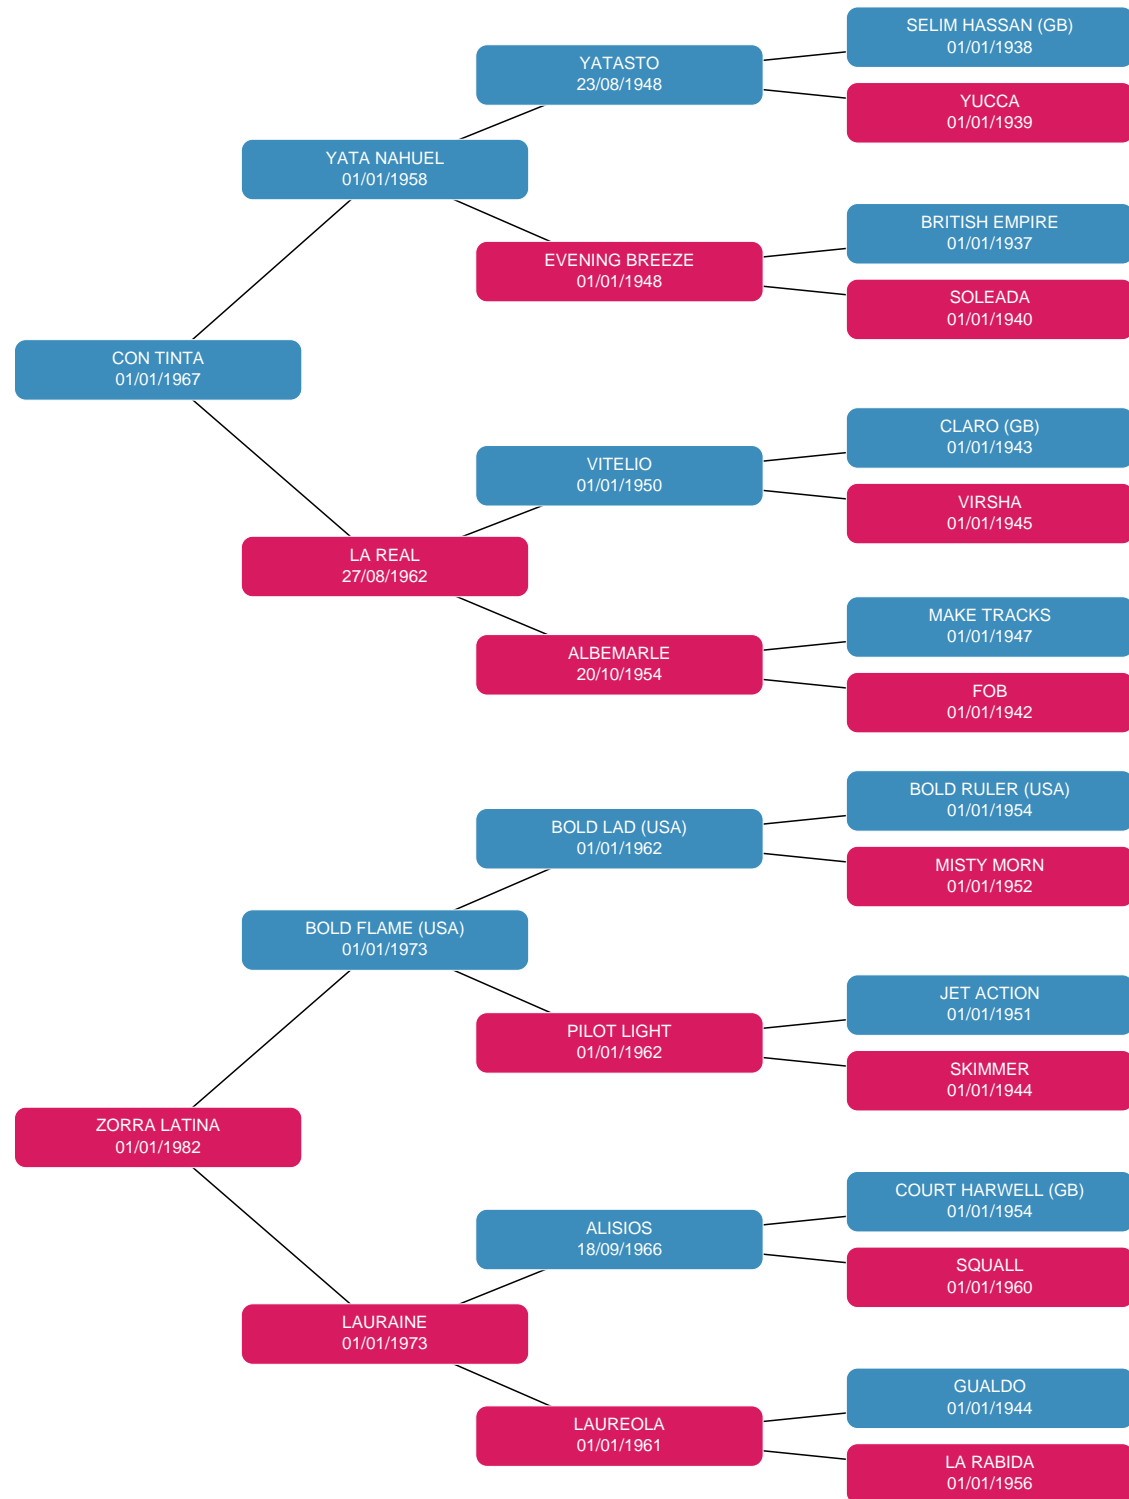 SELIM HASSAN (GB)
01/01/1938
YATASTO
23/08/1948
YUCCA
01/01/1939
YATA NAHUEL
01/01/1958
BRITISH EMPIRE
01/01/1937
EVENING BREEZE
01/01/1948
SOLEADA
01/01/1940
CON TINTA
01/01/1967
CLARO (GB)
01/01/1943
VITELIO
01/01/1950
VIRSHA
01/01/1945
LA REAL
27/08/1962
MAKE TRACKS
01/01/1947
ALBEMARLE
20/10/1954
FOB
01/01/1942
BOLD RULER (USA)
01/01/1954
BOLD LAD (USA)
01/01/1962
MISTY MORN
01/01/1952
BOLD FLAME (USA)
01/01/1973
JET ACTION
01/01/1951
PILOT LIGHT
01/01/1962
SKIMMER
01/01/1944
ZORRA LATINA
01/01/1982
COURT HARWELL (GB)
01/01/1954
ALISIOS
18/09/1966
SQUALL
01/01/1960
LAURAINE
01/01/1973
GUALDO
01/01/1944
LAUREOLA
01/01/1961
LA RABIDA
01/01/1956